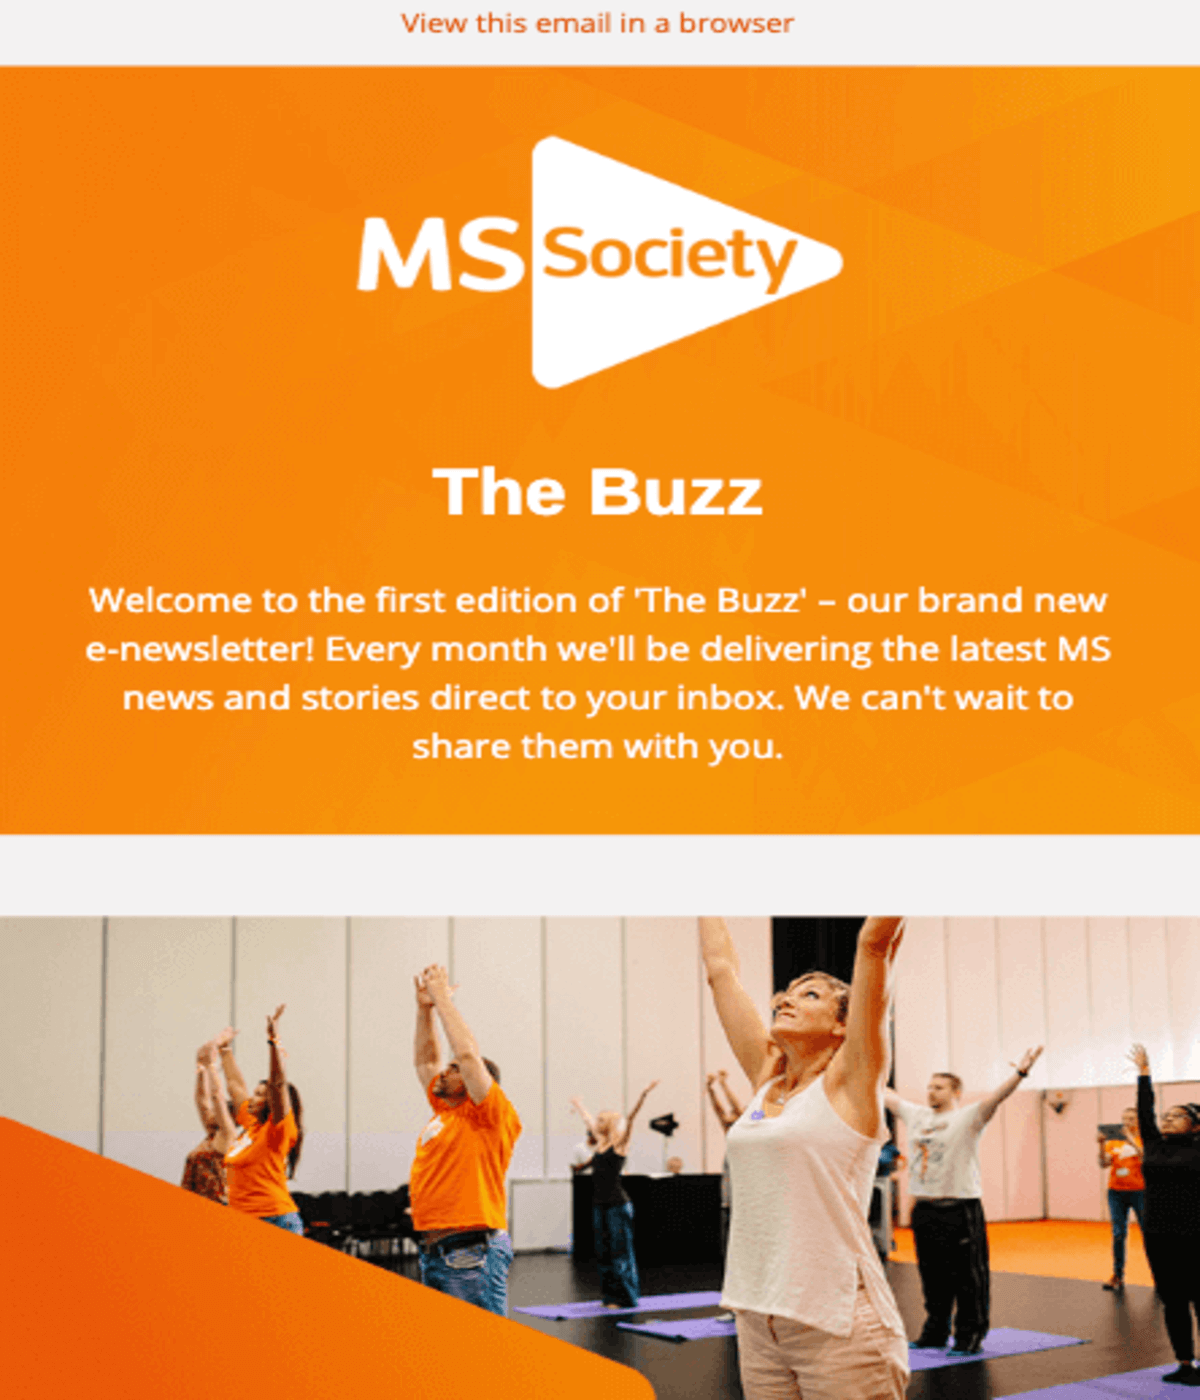 View this email in a browser
MS Society
The Buzz
Welcome to the first edition of 'The Buzz' – our brand new
e-newsletter! Every month we'll be delivering the latest MS
news and stories direct to your inbox. We can't wait to
share them with you.